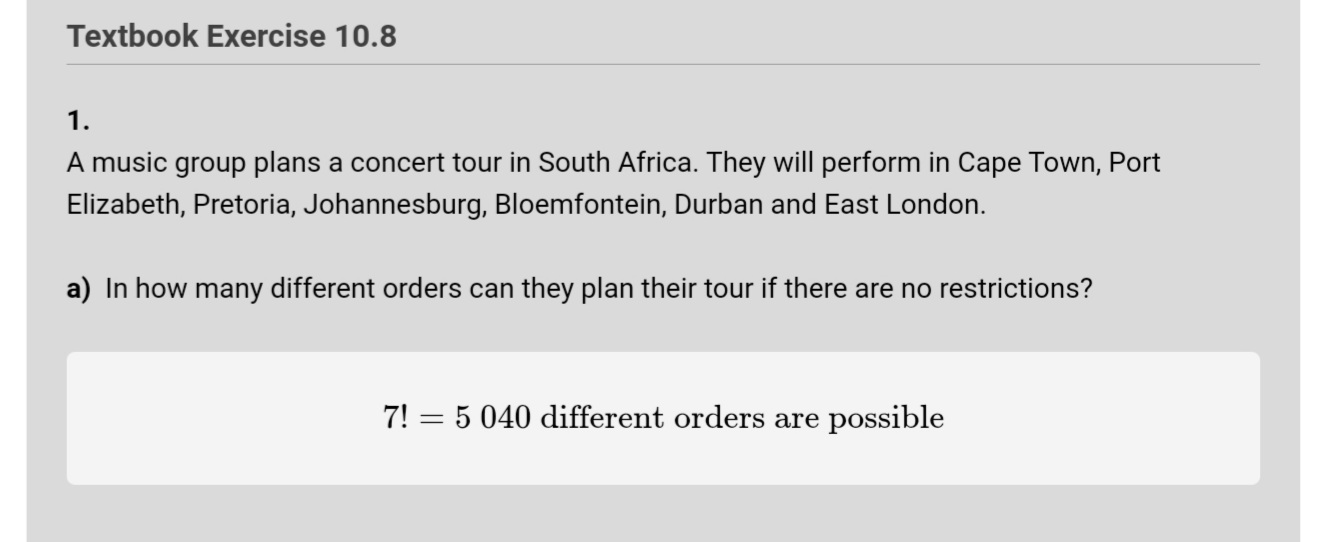 Textbook Exercise 10.8
1.
A music group plans a concert tour in South Africa. They will perform in Cape Town, Port
Elizabeth, Pretoria, Johannesburg, Bloemfontein, Durban and East London.
a) In how many different orders can they plan their tour if there are no restrictions?
7! = 5 040 different orders are possible